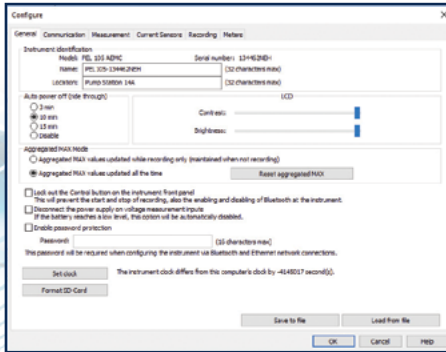 Configure
General Communication Measurement Current Sensors Recording Meters
Instrument identification
Model: PEL 105 AEMC Serial number: 134462NEH
Name: PEL 105-134462NEH (32 characters max)
Location: Pump Station 14A (32 characters max)
Auto power off (ride through) LCD
3 min
10 min Contrast:
15 min
Disable Brightness:
Aggregated MAX Mode
Aggregated MAX values updated while recording only (maintained when not recording)
Aggregated MAX values updated all the time Reset aggregated MAX
Lock out the Control button on the instrument front panel
This will prevent the start and stop of recording, also the enabling and disabling of Bluetooth at the instrument.
Disconnect the power supply on voltage measurement inputs
If the battery reaches a low level, this option will be automatically disabled.
Enable password protection
Password: (16 characters max)
This password will be required when configuring the instrument via Bluetooth and Ethernet network connections.
Set clock The instrument clock differs from this computer's clock by -4148017 second(s).
Format SD-Card
Save to file Load from file
OK Cancel Help